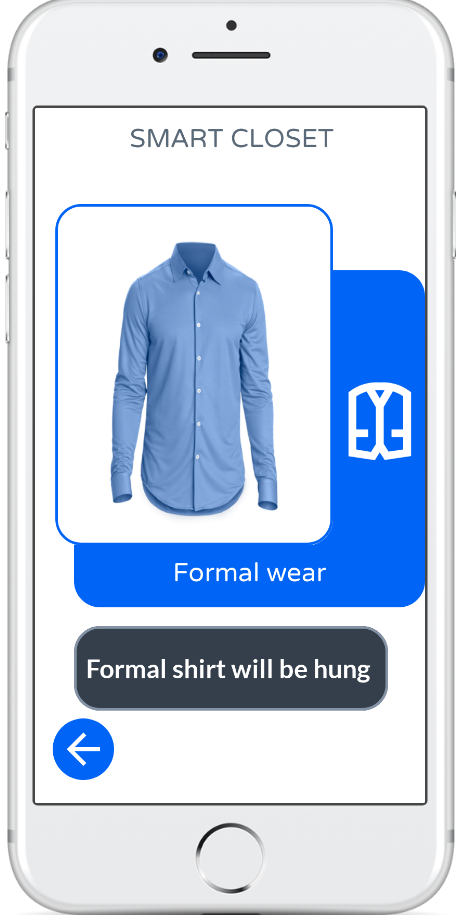 SMART CLOSET
Formal wear
Formal shirt will be hung